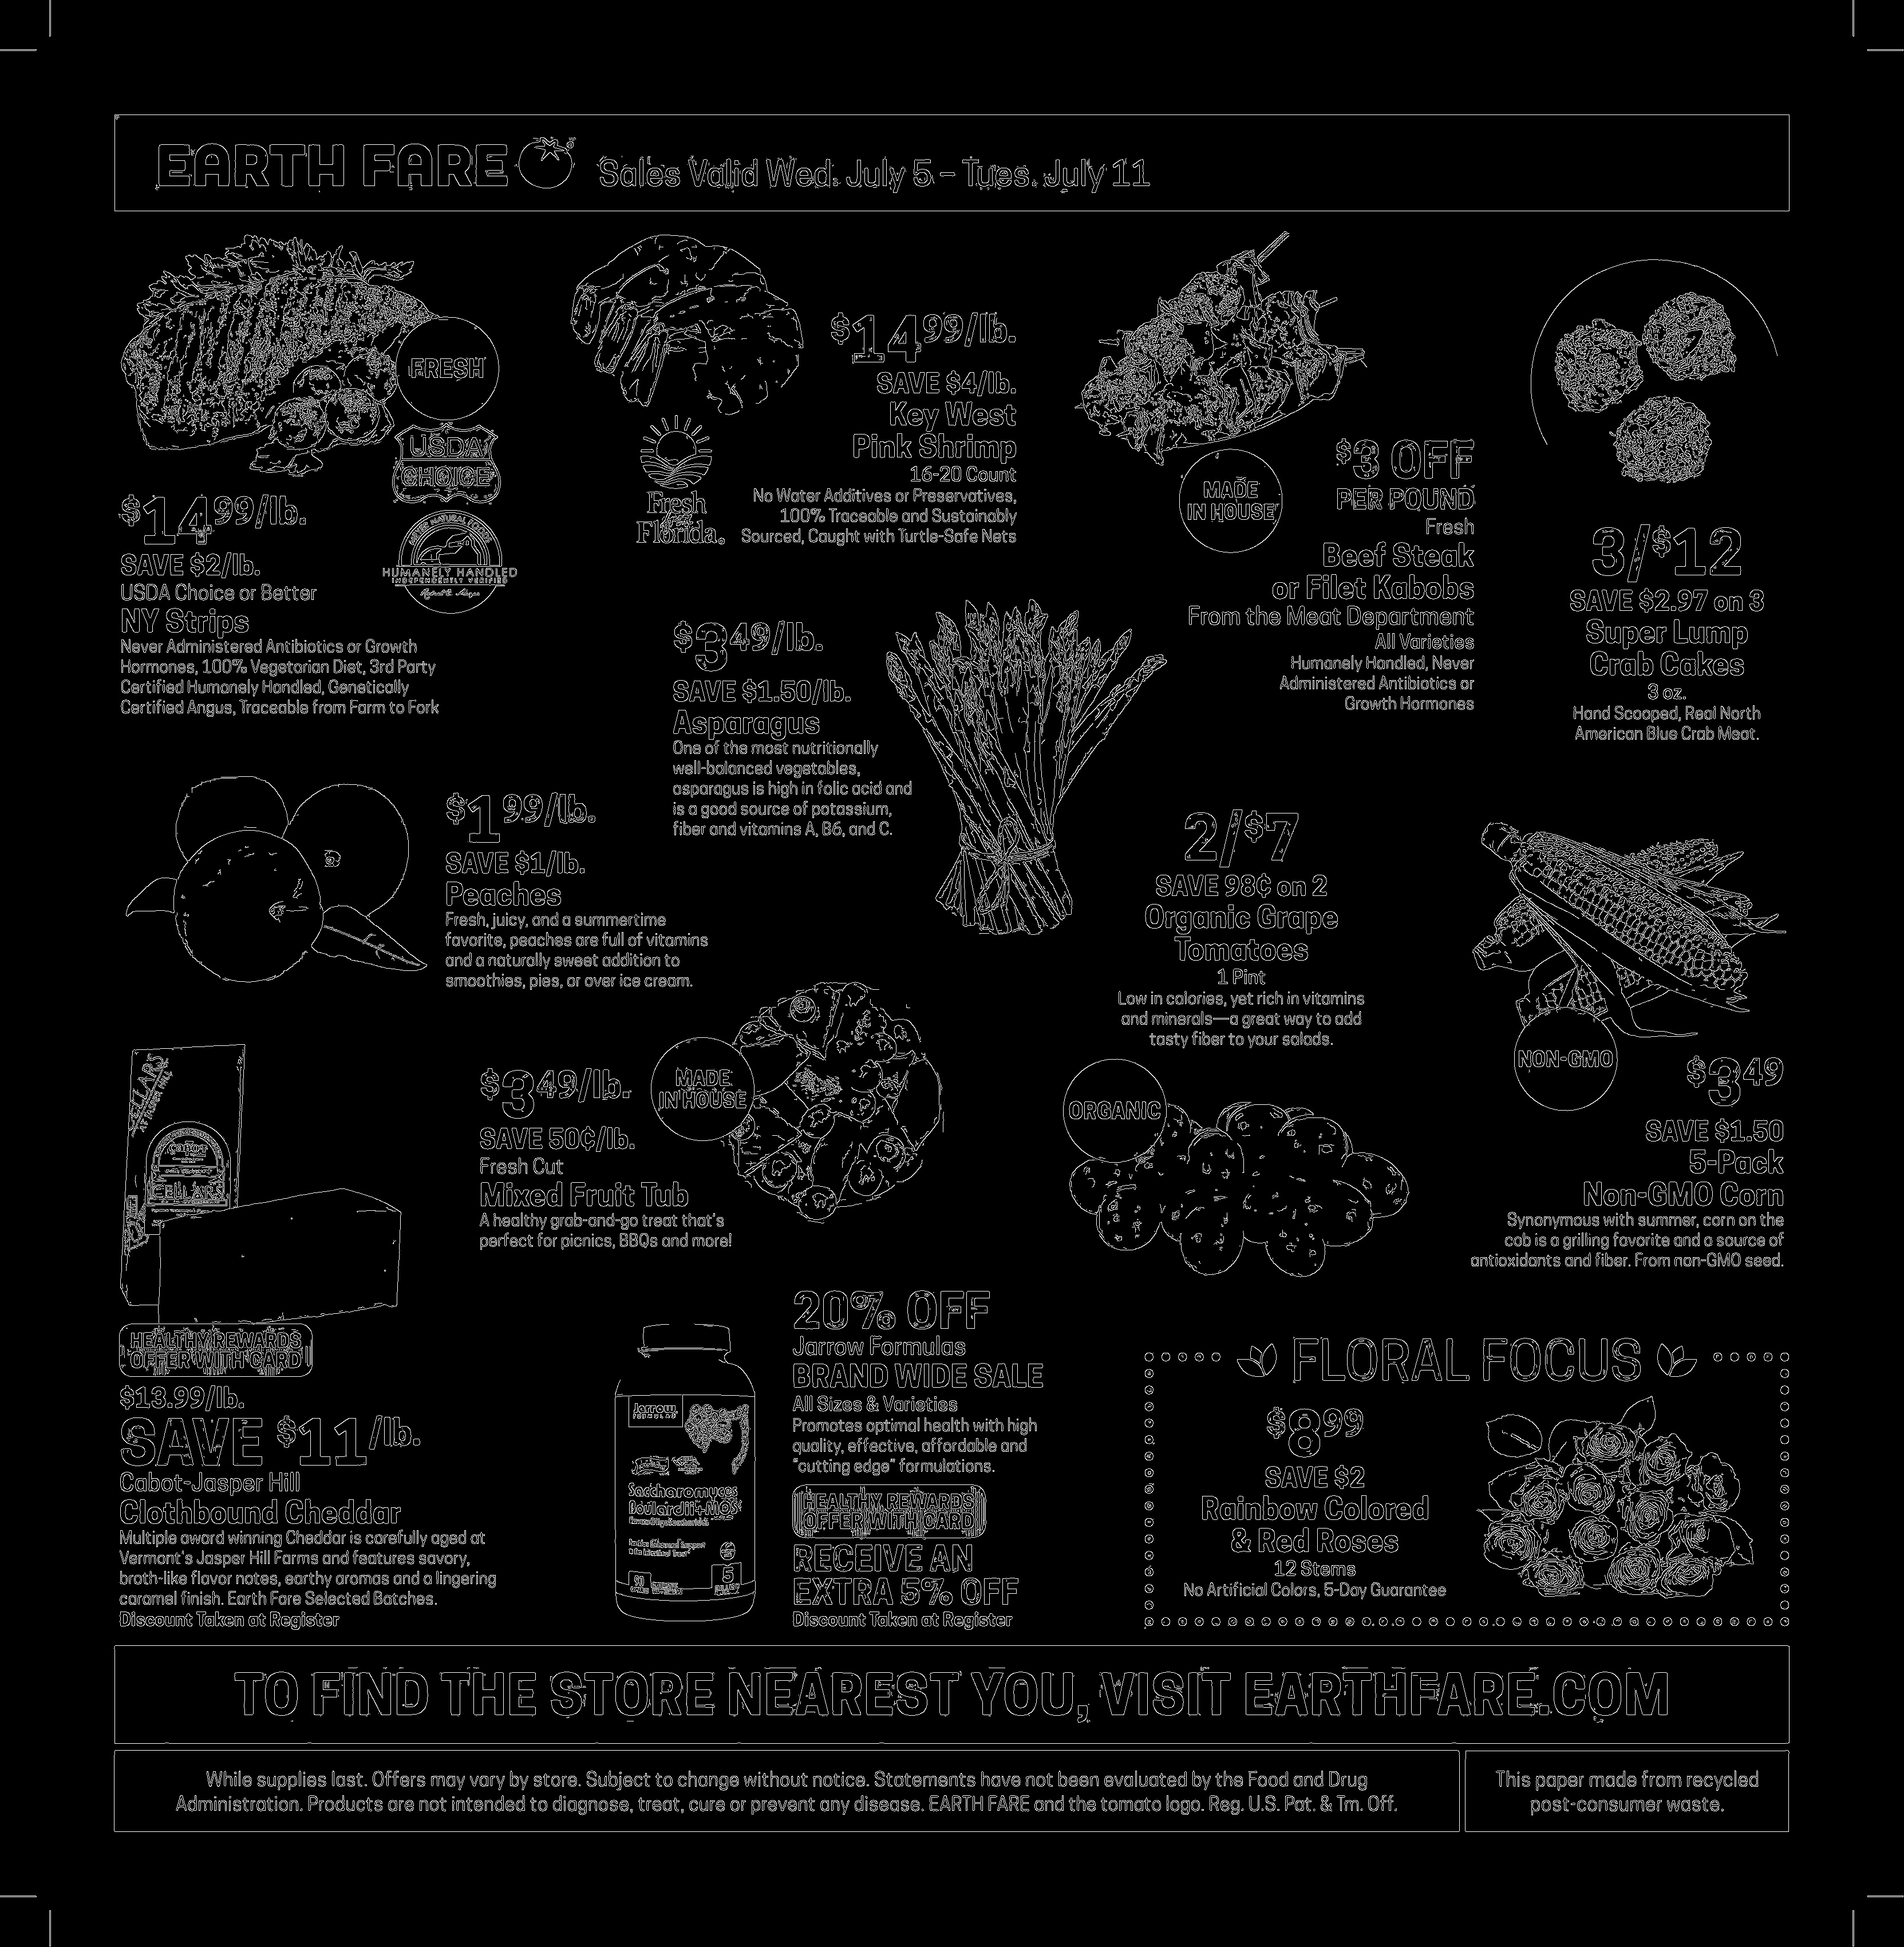 EARTH FARE
Sales Valid Wed. July 5 – Tues. July 11
FRESH
USDA
CHOICE
HUMANELY HANDLED
INDEPENDENTLY VERIFIED
$14 99/lb.
SAVE $2/lb.
USDA Choice or Better
NY Strips
Never Administered Antibiotics or Growth
Hormones, 100% Vegetarian Diet, 3rd Party
Certified Humanely Handled, Genetically
Certified Angus, Traceable from Farm to Fork
Fresh
Florida®
$14 99/lb.
SAVE $4/lb.
Key West
Pink Shrimp
16-20 Count
No Water Additives or Preservatives,
100% Traceable and Sustainably
Sourced, Caught with Turtle-Safe Nets
MADE
IN HOUSE
$3 OFF
PER POUND
Fresh
Beef Steak
or Filet Kabobs
From the Meat Department
All Varieties
Humanely Handled, Never
Administered Antibiotics or
Growth Hormones
3/$12
SAVE $2.97 on 3
Super Lump
Crab Cakes
3 oz.
Hand Scooped, Real North
American Blue Crab Meat.
$3 49/lb.
SAVE $1.50/lb.
Asparagus
One of the most nutritionally
well-balanced vegetables,
asparagus is high in folic acid and
is a good source of potassium,
fiber and vitamins A, B6, and C.
$1 99/lb.
SAVE $1/lb.
Peaches
Fresh, juicy, and a summertime
favorite, peaches are full of vitamins
and a naturally sweet addition to
smoothies, pies, or over ice cream.
2/$7
SAVE 98¢ on 2
Organic Grape
Tomatoes
1 Pint
Low in calories, yet rich in vitamins
and minerals—a great way to add
tasty fiber to your salads.
ORGANIC
NON-GMO
$3 49
SAVE $1.50
5-Pack
Non-GMO Corn
Synonymous with summer, corn on the
cob is a grilling favorite and a source of
antioxidants and fiber. From non-GMO seed.
$3 49/lb.
SAVE 50¢/lb.
Fresh Cut
Mixed Fruit Tub
A healthy grab-and-go treat that's
perfect for picnics, BBQs and more!
MADE
IN HOUSE
Cabot
CELLARS
HEALTHY REWARDS
OFFER WITH CARD
$13.99/lb.
SAVE $11/lb.
Cabot-Jasper Hill
Clothbound Cheddar
Multiple award winning Cheddar is carefully aged at
Vermont's Jasper Hill Farms and features savory,
broth-like flavor notes, earthy aromas and a lingering
caramel finish. Earth Fare Selected Batches.
Discount Taken at Register
Jarrow
FORMULAS
Saccharomyces
Boulardii+MOS
90
5
20% OFF
Jarrow Formulas
BRAND WIDE SALE
All Sizes & Varieties
Promotes optimal health with high
quality, effective, affordable and
"cutting edge" formulations.
HEALTHY REWARDS
OFFER WITH CARD
RECEIVE AN
EXTRA 5% OFF
Discount Taken at Register
FLORAL FOCUS
$8 99
SAVE $2
Rainbow Colored
& Red Roses
12 Stems
No Artificial Colors, 5-Day Guarantee
TO FIND THE STORE NEAREST YOU, VISIT EARTHFARE.COM
While supplies last. Offers may vary by store. Subject to change without notice. Statements have not been evaluated by the Food and Drug
Administration. Products are not intended to diagnose, treat, cure or prevent any disease. EARTH FARE and the tomato logo. Reg. U.S. Pat. & Tm. Off.
This paper made from recycled
post-consumer waste.